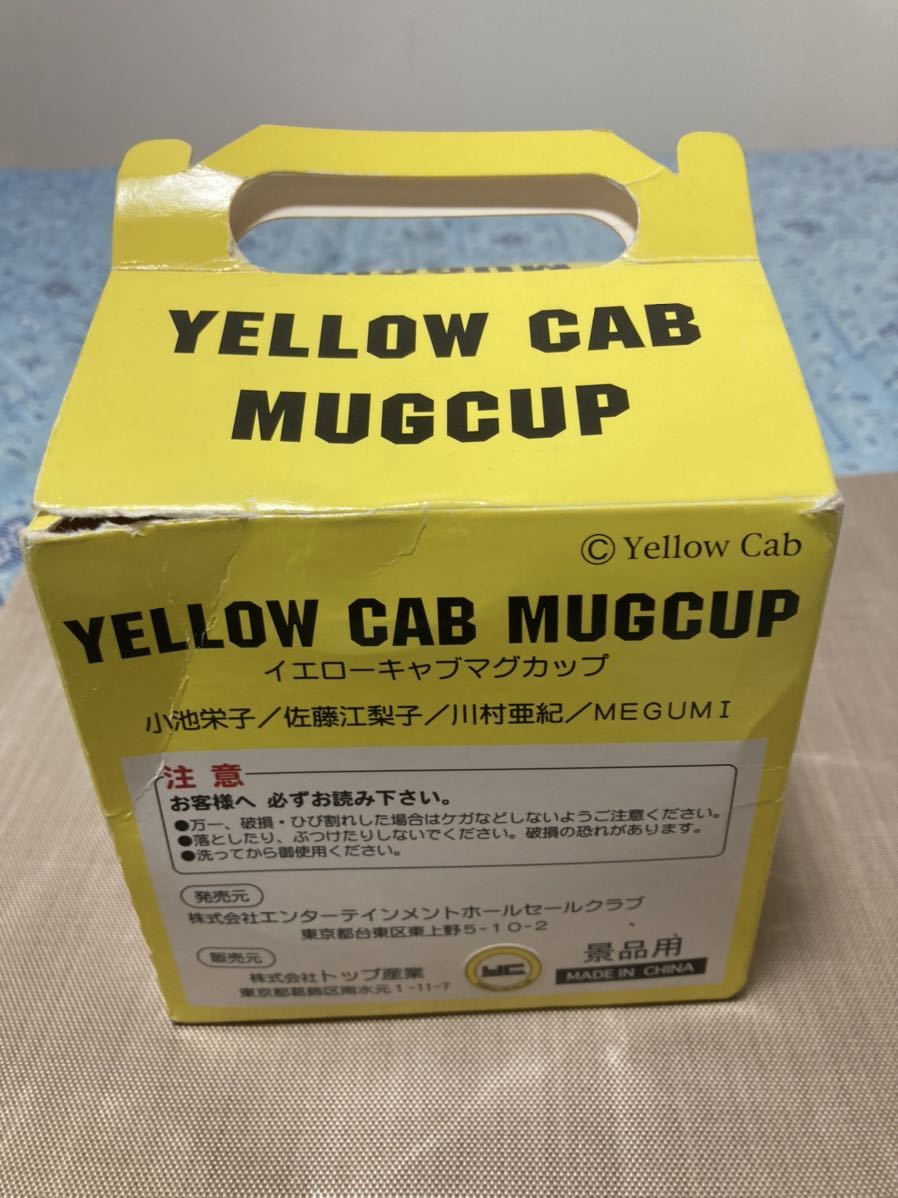 YELLOW CAB
MUGCUP
© Yellow Cab
YELLOW CAB MUGCUP
イエローキャブマグカップ
小池栄子／佐藤江梨子／川村亜紀／MEGUMI
注意
お客様へ 必ずお読み下さい。
●万一、破損・ひび割れした場合はケガなどしないようご注意ください。
●落としたり、ぶつけたりしないでください。破損の恐れがあります。
●洗ってから御使用ください。
発売元
株式会社エンターテインメントホールセールクラブ
東京都台東区東上野5-10-2
販売元
株式会社トップ産業
東京都葛飾区南水元1-11-7
景品用
MADE IN CHINA